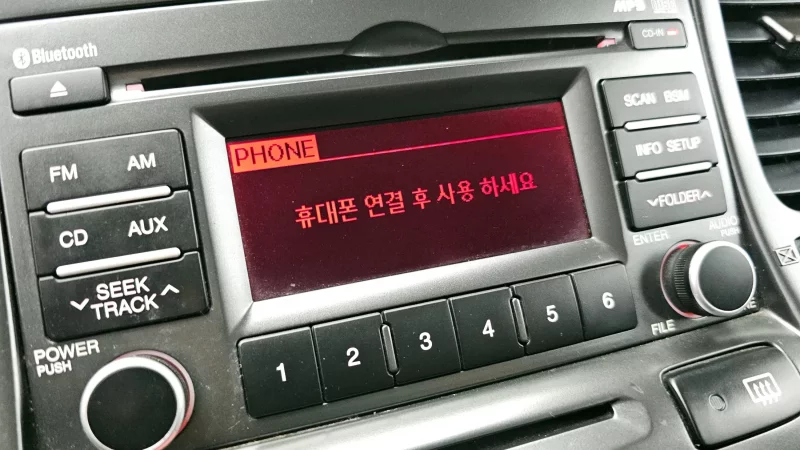 MP3
Bluetooth
CD-IN
SCAN BSM
FM AM
PHONE
INFO SETUP
휴대폰 연결 후 사용 하세요
CD AUX
∨FOLDER∧
SEEK
∨TRACK∧
ENTER AUDIO
PUSH
1 2 3 4 5 6
POWER
PUSH
FILE